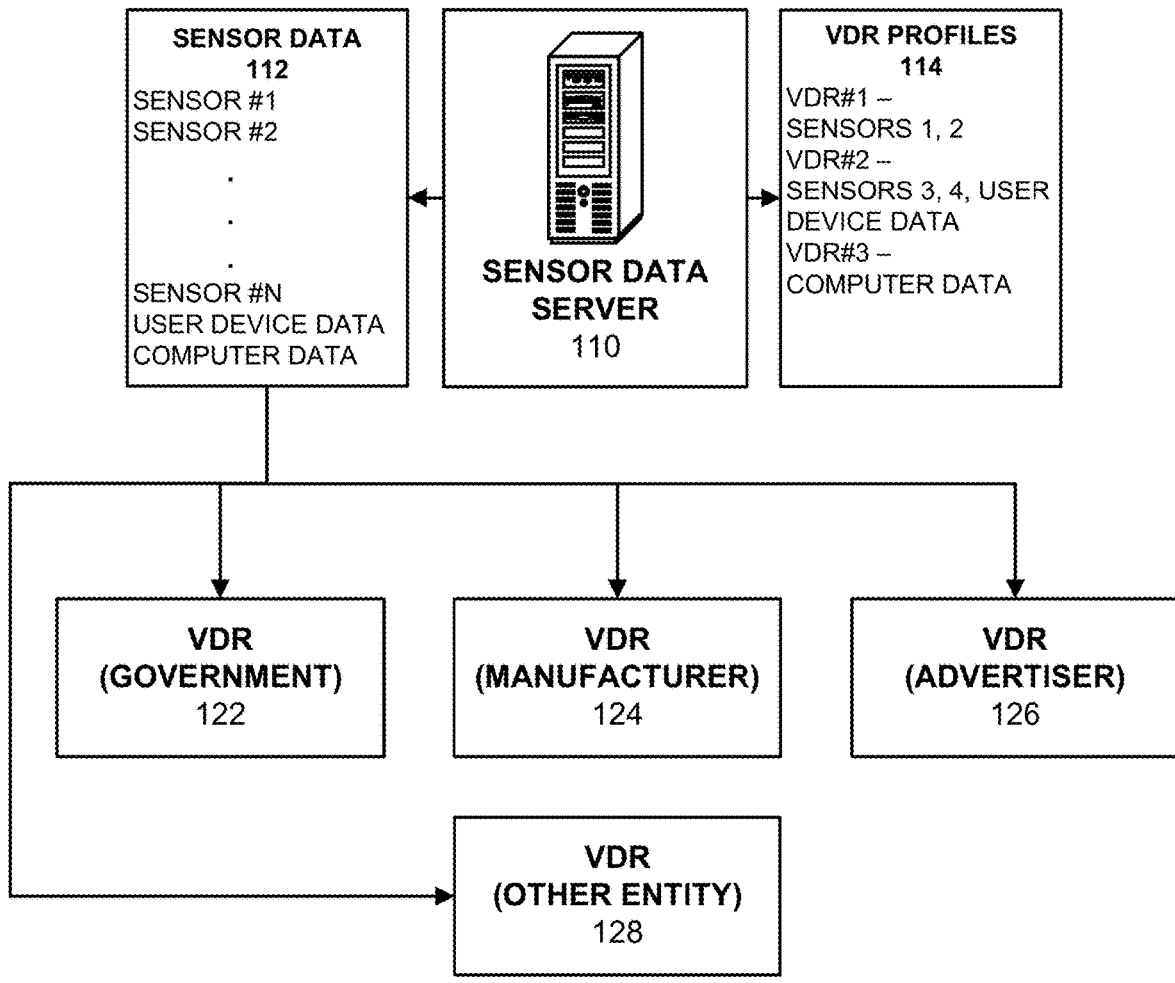 SENSOR DATA
112
SENSOR #1
SENSOR #2
.
.
.
SENSOR #N
USER DEVICE DATA
COMPUTER DATA
SENSOR DATA
SERVER
110
VDR PROFILES
114
VDR#1 –
SENSORS 1, 2
VDR#2 –
SENSORS 3, 4, USER
DEVICE DATA
VDR#3 –
COMPUTER DATA
VDR
(GOVERNMENT)
122
VDR
(MANUFACTURER)
124
VDR
(ADVERTISER)
126
VDR
(OTHER ENTITY)
128